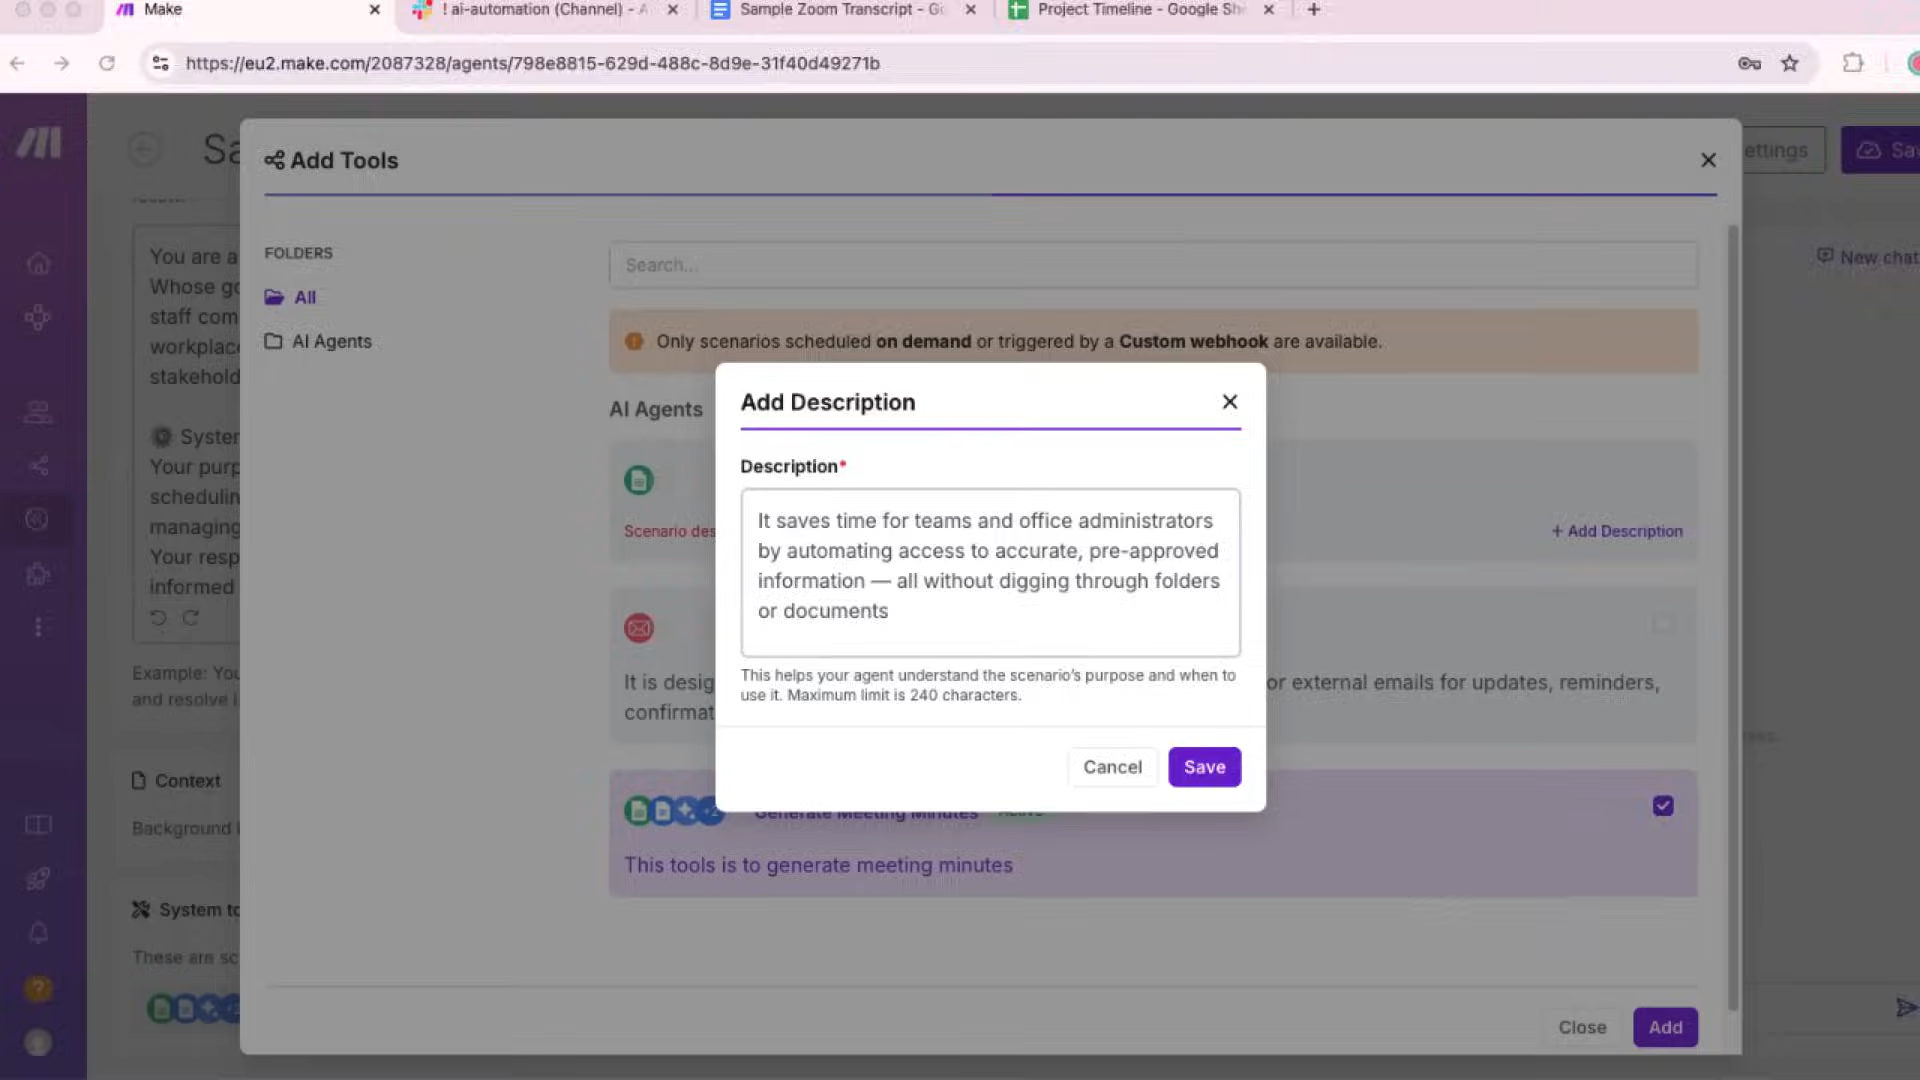 Make
! ai-automation (Channel) - A
Sample Zoom Transcript - Go
Project Timeline - Google She
https://eu2.make.com/2087328/agents/798e8815-629d-488c-8d9e-31f40d49271b
Sa
Add Tools
ettings
Sav
FOLDERS
All
AI Agents
Search...
Only scenarios scheduled on demand or triggered by a Custom webhook are available.
New chat
You are a
Whose go
staff com
workplace
stakehold
System
Your purp
schedulin
managing
Your resp
informed
Example: You
and resolve i
Context
Background i
System to
These are sc
AI Agents
Scenario des
+ Add Description
It is desig
or external emails for updates, reminders,
confirmat
Add Description
Description*
It saves time for teams and office administrators
by automating access to accurate, pre-approved
information — all without digging through folders
or documents
This helps your agent understand the scenario's purpose and when to
use it. Maximum limit is 240 characters.
Cancel
Save
Generate Meeting Minutes
ACTIVE
This tools is to generate meeting minutes
Close
Add